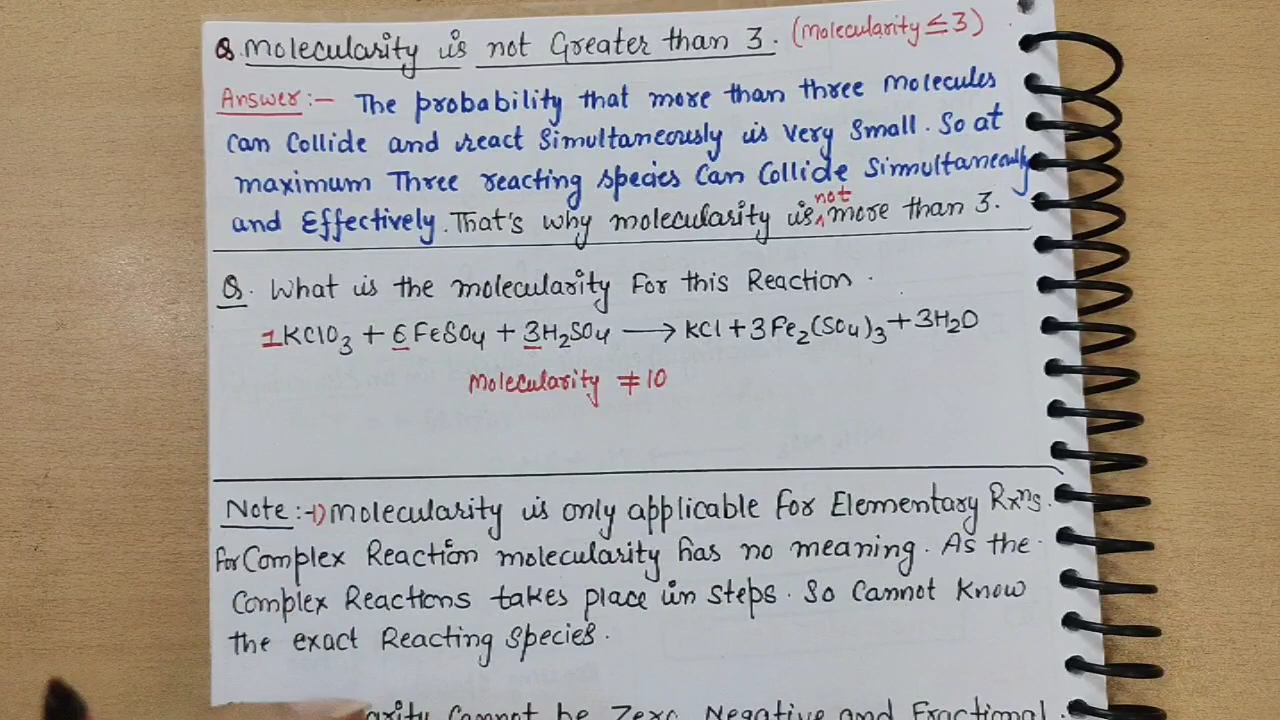 Q. Molecularity is not Greater than 3. (Molecularity ≤ 3)
Answer:- The probability that more than three molecules
Can Collide and react Simultaneously is very Small. So at
maximum Three reacting species Can Collide Simultaneously
and Effectively. That's why molecularity is not more than 3.
Q. What is the molecularity For this Reaction.
1KClO3 + 6FeSO4 + 3H2SO4 → KCl + 3Fe2(SO4)3 + 3H2O
Molecularity ≠ 10
Note:-1) Molecularity is only applicable For Elementary Rxns.
For Complex Reaction molecularity has no meaning. As the
Complex Reactions takes place in steps. So Cannot Know
the exact Reacting Species.
Cannot be Zero Negative and Fractional.